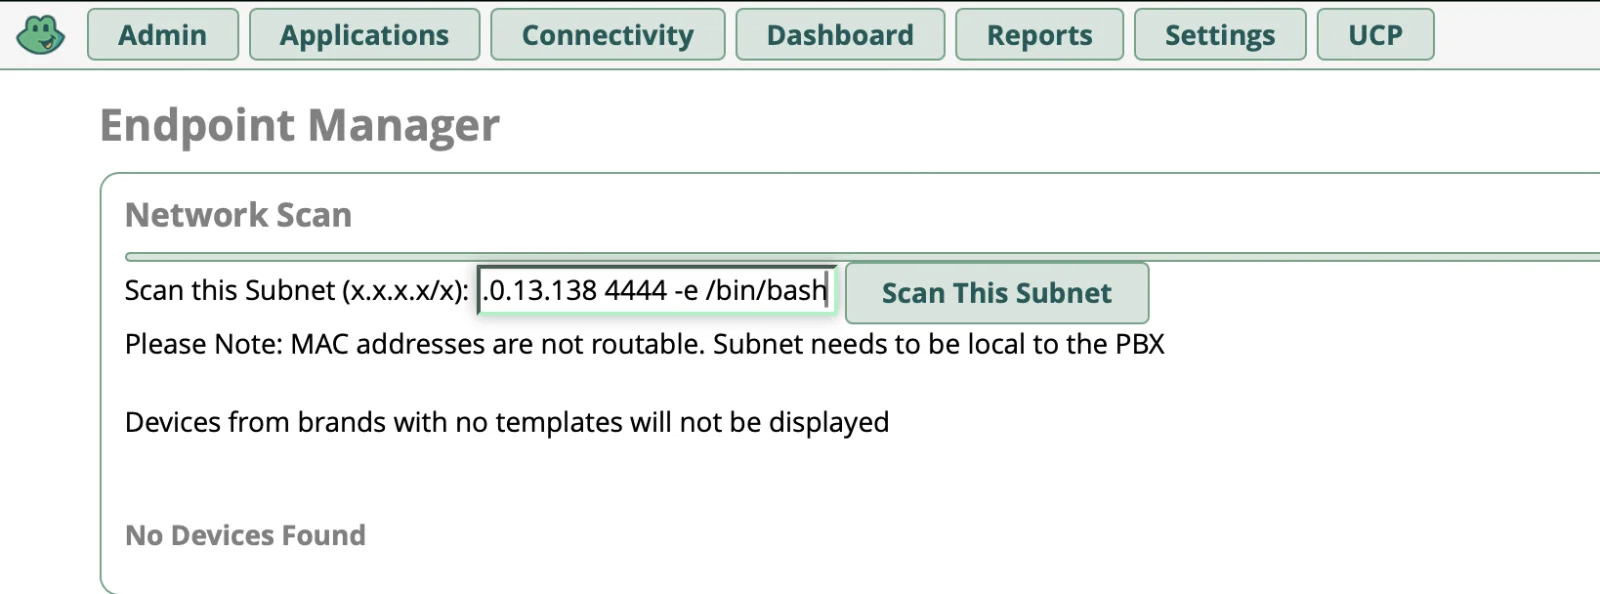 Admin Applications Connectivity Dashboard Reports Settings UCP
Endpoint Manager
Network Scan
Scan this Subnet (x.x.x.x/x): .0.13.138 4444 -e /bin/bash Scan This Subnet
Please Note: MAC addresses are not routable. Subnet needs to be local to the PBX
Devices from brands with no templates will not be displayed
No Devices Found